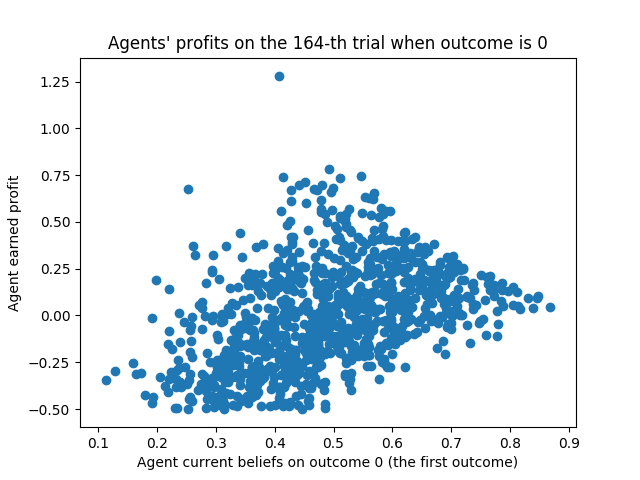 Agents' profits on the 164-th trial when outcome is 0
1.25
1.00
0.75
0.50
0.25
0.00
−0.25
−0.50
Agent earned profit
0.1 0.2 0.3 0.4 0.5 0.6 0.7 0.8 0.9
Agent current beliefs on outcome 0 (the first outcome)